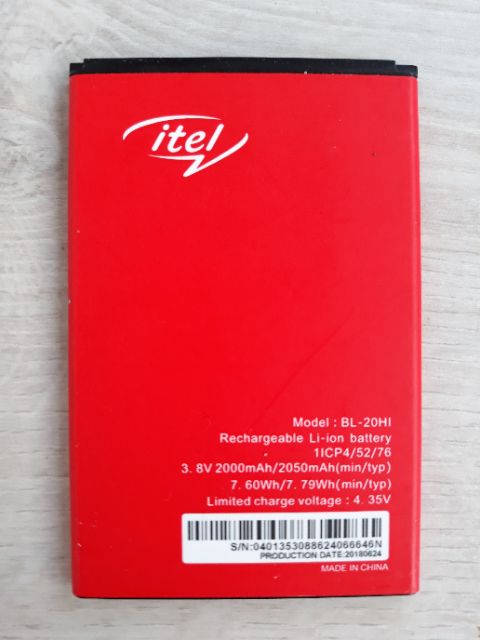 itel
Model : BL-20HI
Rechargeable Li-ion battery
1ICP4/52/76
3. 8V 2000mAh/2050mAh(min/typ)
7. 60Wh/7. 79Wh(min/typ)
Limited charge voltage : 4. 35V
S/N:0401353088624066646N
PRODUCTION DATE:20180624
MADE IN CHINA